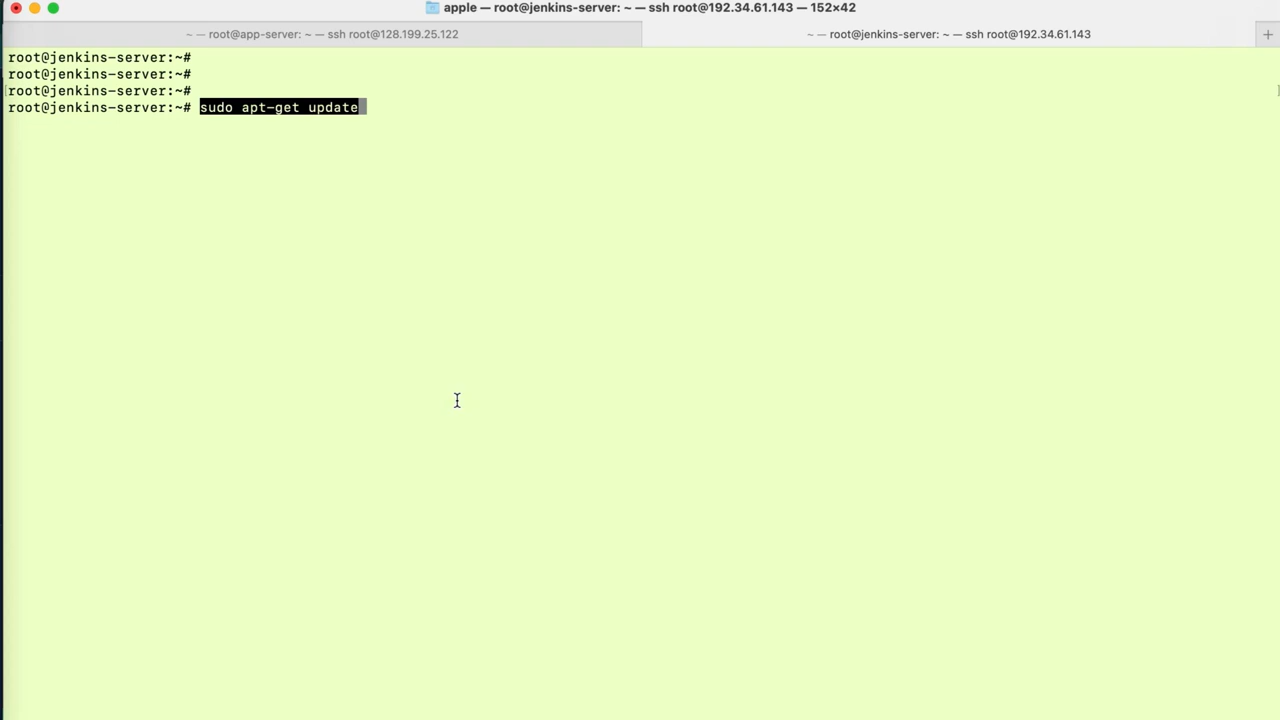 apple — root@jenkins-server: ~ — ssh root@192.34.61.143 — 152×42
~ — root@app-server: ~ — ssh root@128.199.25.122
~ — root@jenkins-server: ~ — ssh root@192.34.61.143
+
root@jenkins-server:~#
root@jenkins-server:~#
root@jenkins-server:~#
root@jenkins-server:~# sudo apt-get update